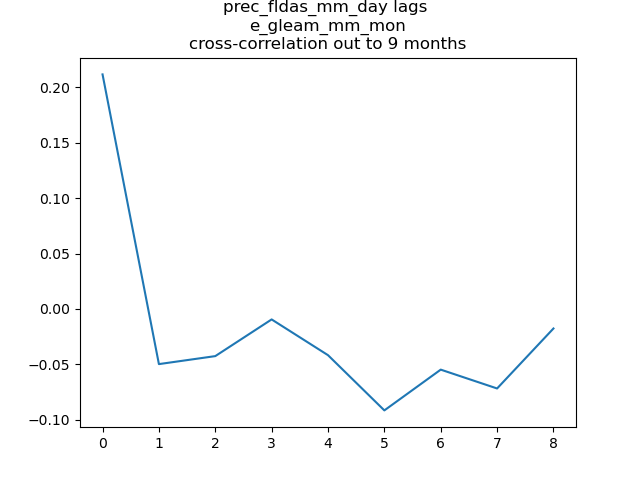 prec_fldas_mm_day lags
e_gleam_mm_mon
cross-correlation out to 9 months
0.20
0.15
0.10
0.05
0.00
−0.05
−0.10
0 1 2 3 4 5 6 7 8